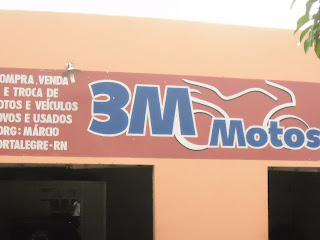 OMPRA, VENDA
E TROCA DE
OTOS E VEÍCULOS
OVOS E USADOS
ORG: MÁRCIO
ORTALEGRE-RN
3M Motos